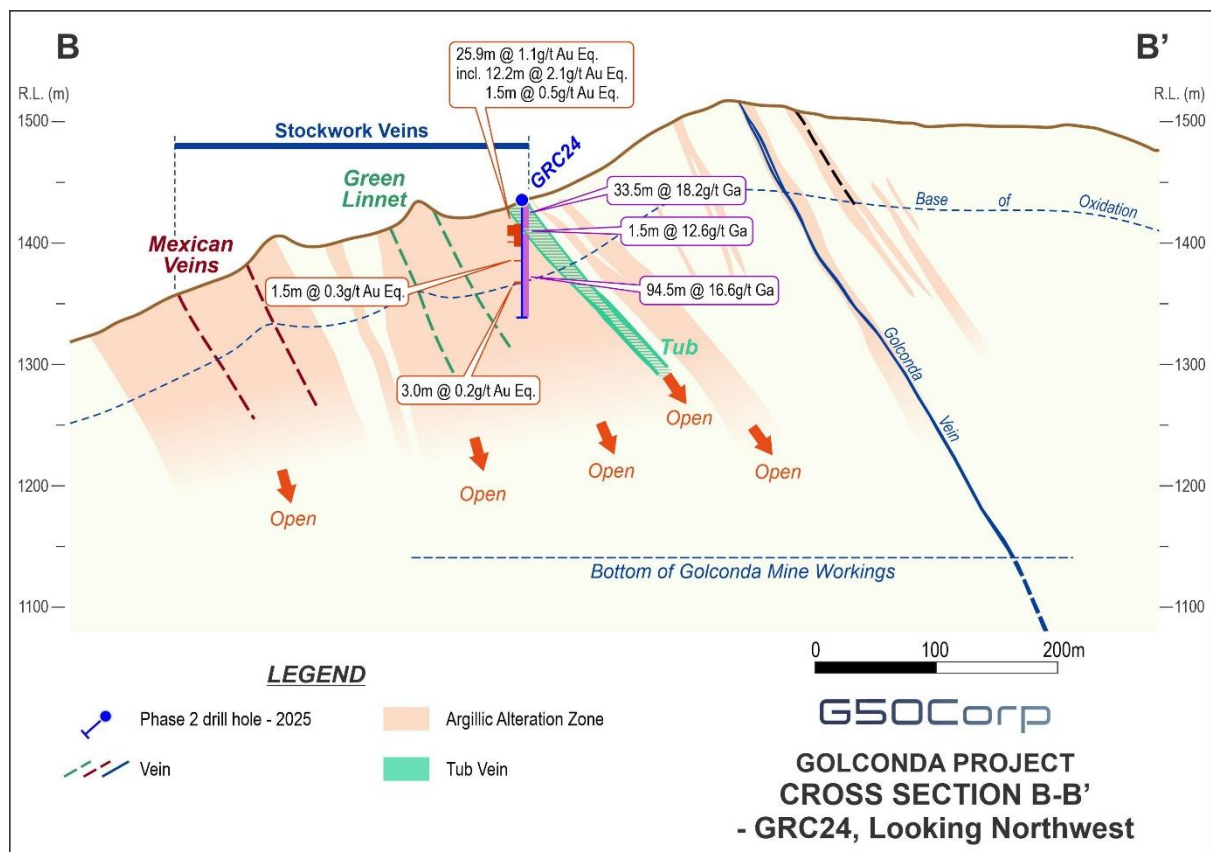 B
B’
R.L. (m)
R.L. (m)
25.9m @ 1.1g/t Au Eq.
incl. 12.2m @ 2.1g/t Au Eq.
1.5m @ 0.5g/t Au Eq.
1500
1500
Stockwork Veins
GRC24
Green
Linnet
33.5m @ 18.2g/t Ga
Base of Oxidation
1400
1400
Mexican
Veins
1.5m @ 12.6g/t Ga
1.5m @ 0.3g/t Au Eq.
94.5m @ 16.6g/t Ga
1300
1300
Tub
Golconda Vein
3.0m @ 0.2g/t Au Eq.
Open
Open
Open
Open
Open
1200
1200
Bottom of Golconda Mine Workings
1100
1100
0 100 200m
LEGEND
Phase 2 drill hole - 2025
Argillic Alteration Zone
Vein
Tub Vein
G50Corp
GOLCONDA PROJECT
CROSS SECTION B-B’
- GRC24, Looking Northwest